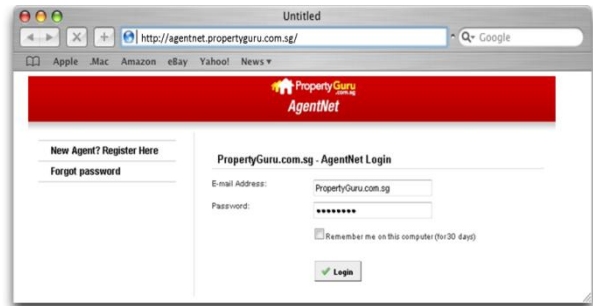 Untitled
http://agentnet.propertyguru.com.sg/
Google
Apple .Mac Amazon eBay Yahoo! News ▾
PropertyGuru
.com.sg
AgentNet
New Agent? Register Here
Forgot password
PropertyGuru.com.sg - AgentNet Login
E-mail Address: PropertyGuru.com.sg
Password: ••••••••
Remember me on this computer (for 30 days)
Login